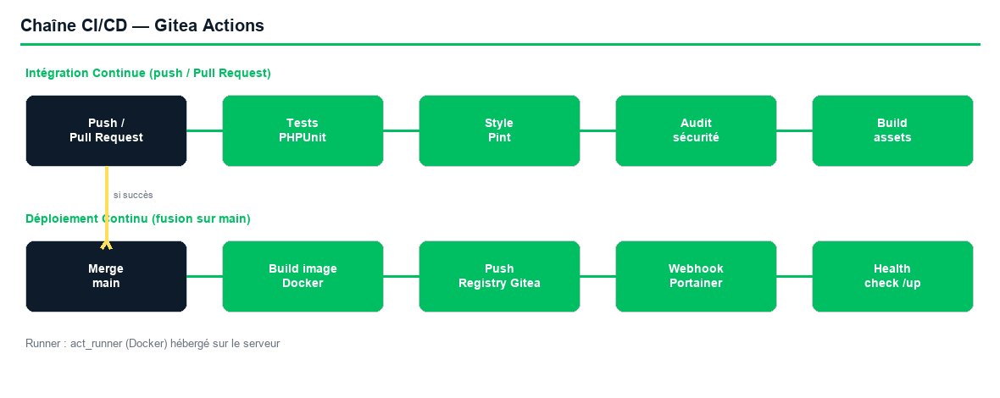 Chaîne CI/CD — Gitea Actions
Intégration Continue (push / Pull Request)
Push /
Pull Request
Tests
PHPUnit
Style
Pint
Audit
sécurité
Build
assets
si succès
Déploiement Continu (fusion sur main)
Merge
main
Build image
Docker
Push
Registry Gitea
Webhook
Portainer
Health
check /up
Runner : act_runner (Docker) hébergé sur le serveur